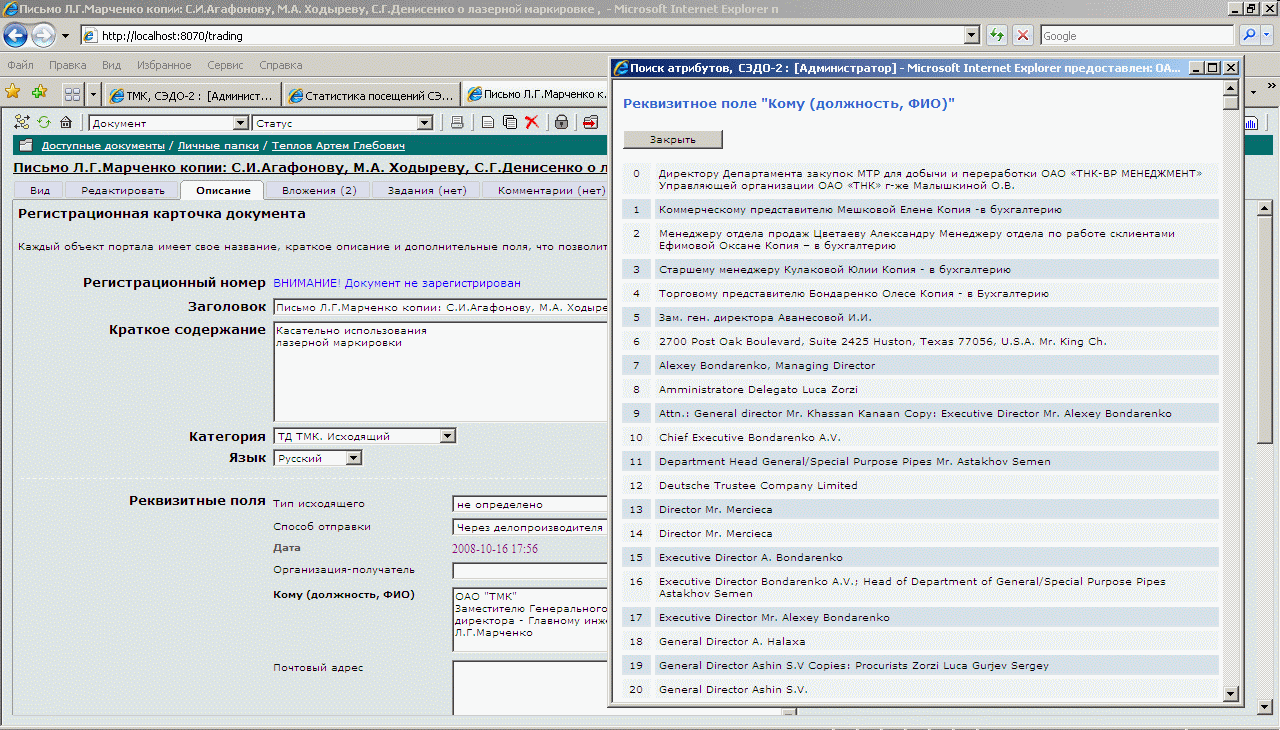 Письмо Л.Г.Марченко копии: С.И.Агафонову, М.А. Ходыреву, С.Г.Денисенко о лазерной маркировке , - Microsoft Internet Explorer п
http://localhost:8070/trading
Google
Файл Правка Вид Избранное Сервис Справка
ТМК, СЭДО-2 : [Админист... Статистика посещений СЭ... Письмо Л.Г.Марченко к.
Документ Статус
Доступные документы / Личные папки / Теплов Артем Глебович
Письмо Л.Г.Марченко копии: С.И.Агафонову, М.А. Ходыреву, С.Г.Денисенко о л
Вид Редактировать Описание Вложения (2) Задания (нет) Комментарии (нет)
Регистрационная карточка документа
Каждый объект портала имеет свое название, краткое описание и дополнительные поля, что позволит
Регистрационный номер ВНИМАНИЕ! Документ не зарегистрирован
Заголовок Письмо Л.Г.Марченко копии: С.И.Агафонову, М.А. Ходыре
Краткое содержание Касательно использования
лазерной маркировки
Категория ТД ТМК. Исходящий
Язык Русский
Реквизитные поля Тип исходящего не определено
Способ отправки Через делопроизводителя
Дата 2008-10-16 17:56
Организация-получатель
Кому (должность, ФИО) ОАО "ТМК"
Заместителю Генерального
директора - Главному инже
Л.Г.Марченко
Почтовый адрес
Поиск атрибутов, СЭДО-2 : [Администратор] - Microsoft Internet Explorer предоставлен: ОА...
Реквизитное поле "Кому (должность, ФИО)"
Закрыть
0 Директору Департамента закупок МТР для добычи и переработки ОАО «ТНК-ВР МЕНЕДЖМЕНТ»
Управляющей организации ОАО «ТНК» г-же Малышкиной О.В.
1 Коммерческому представителю Мешковой Елене Копия -в бухгалтерию
2 Менеджеру отдела продаж Цветаеву Александру Менеджеру отдела по работе склиентами
Ефимовой Оксане Копия – в бухгалтерию
3 Старшему менеджеру Кулаковой Юлии Копия - в бухгалтерию
4 Торговому представителю Бондаренко Олесе Копия - в Бухгалтерию
5 Зам. ген. директора Аванесовой И.И.
6 2700 Post Oak Boulevard, Suite 2425 Huston, Texas 77056, U.S.A. Mr. King Ch.
7 Alexey Bondarenko, Managing Director
8 Amministratore Delegato Luca Zorzi
9 Attn.: General director Mr. Khassan Kanaan Copy: Executive Director Mr. Alexey Bondarenko
10 Chief Executive Bondarenko A.V.
11 Department Head General/Special Purpose Pipes Mr. Astakhov Semen
12 Deutsche Trustee Company Limited
13 Director Mr. Mercieca
14 Director Mr. Mercieca
15 Executive Director A. Bondarenko
16 Executive Director Bondarenko A.V.; Head of Department of General/Special Purpose Pipes
Astakhov Semen
17 Executive Director Mr. Alexey Bondarenko
18 General Director A. Halaxa
19 General Director Ashin S.V Copies: Procurists Zorzi Luca Gurjev Sergey
20 General Director Ashin S.V.